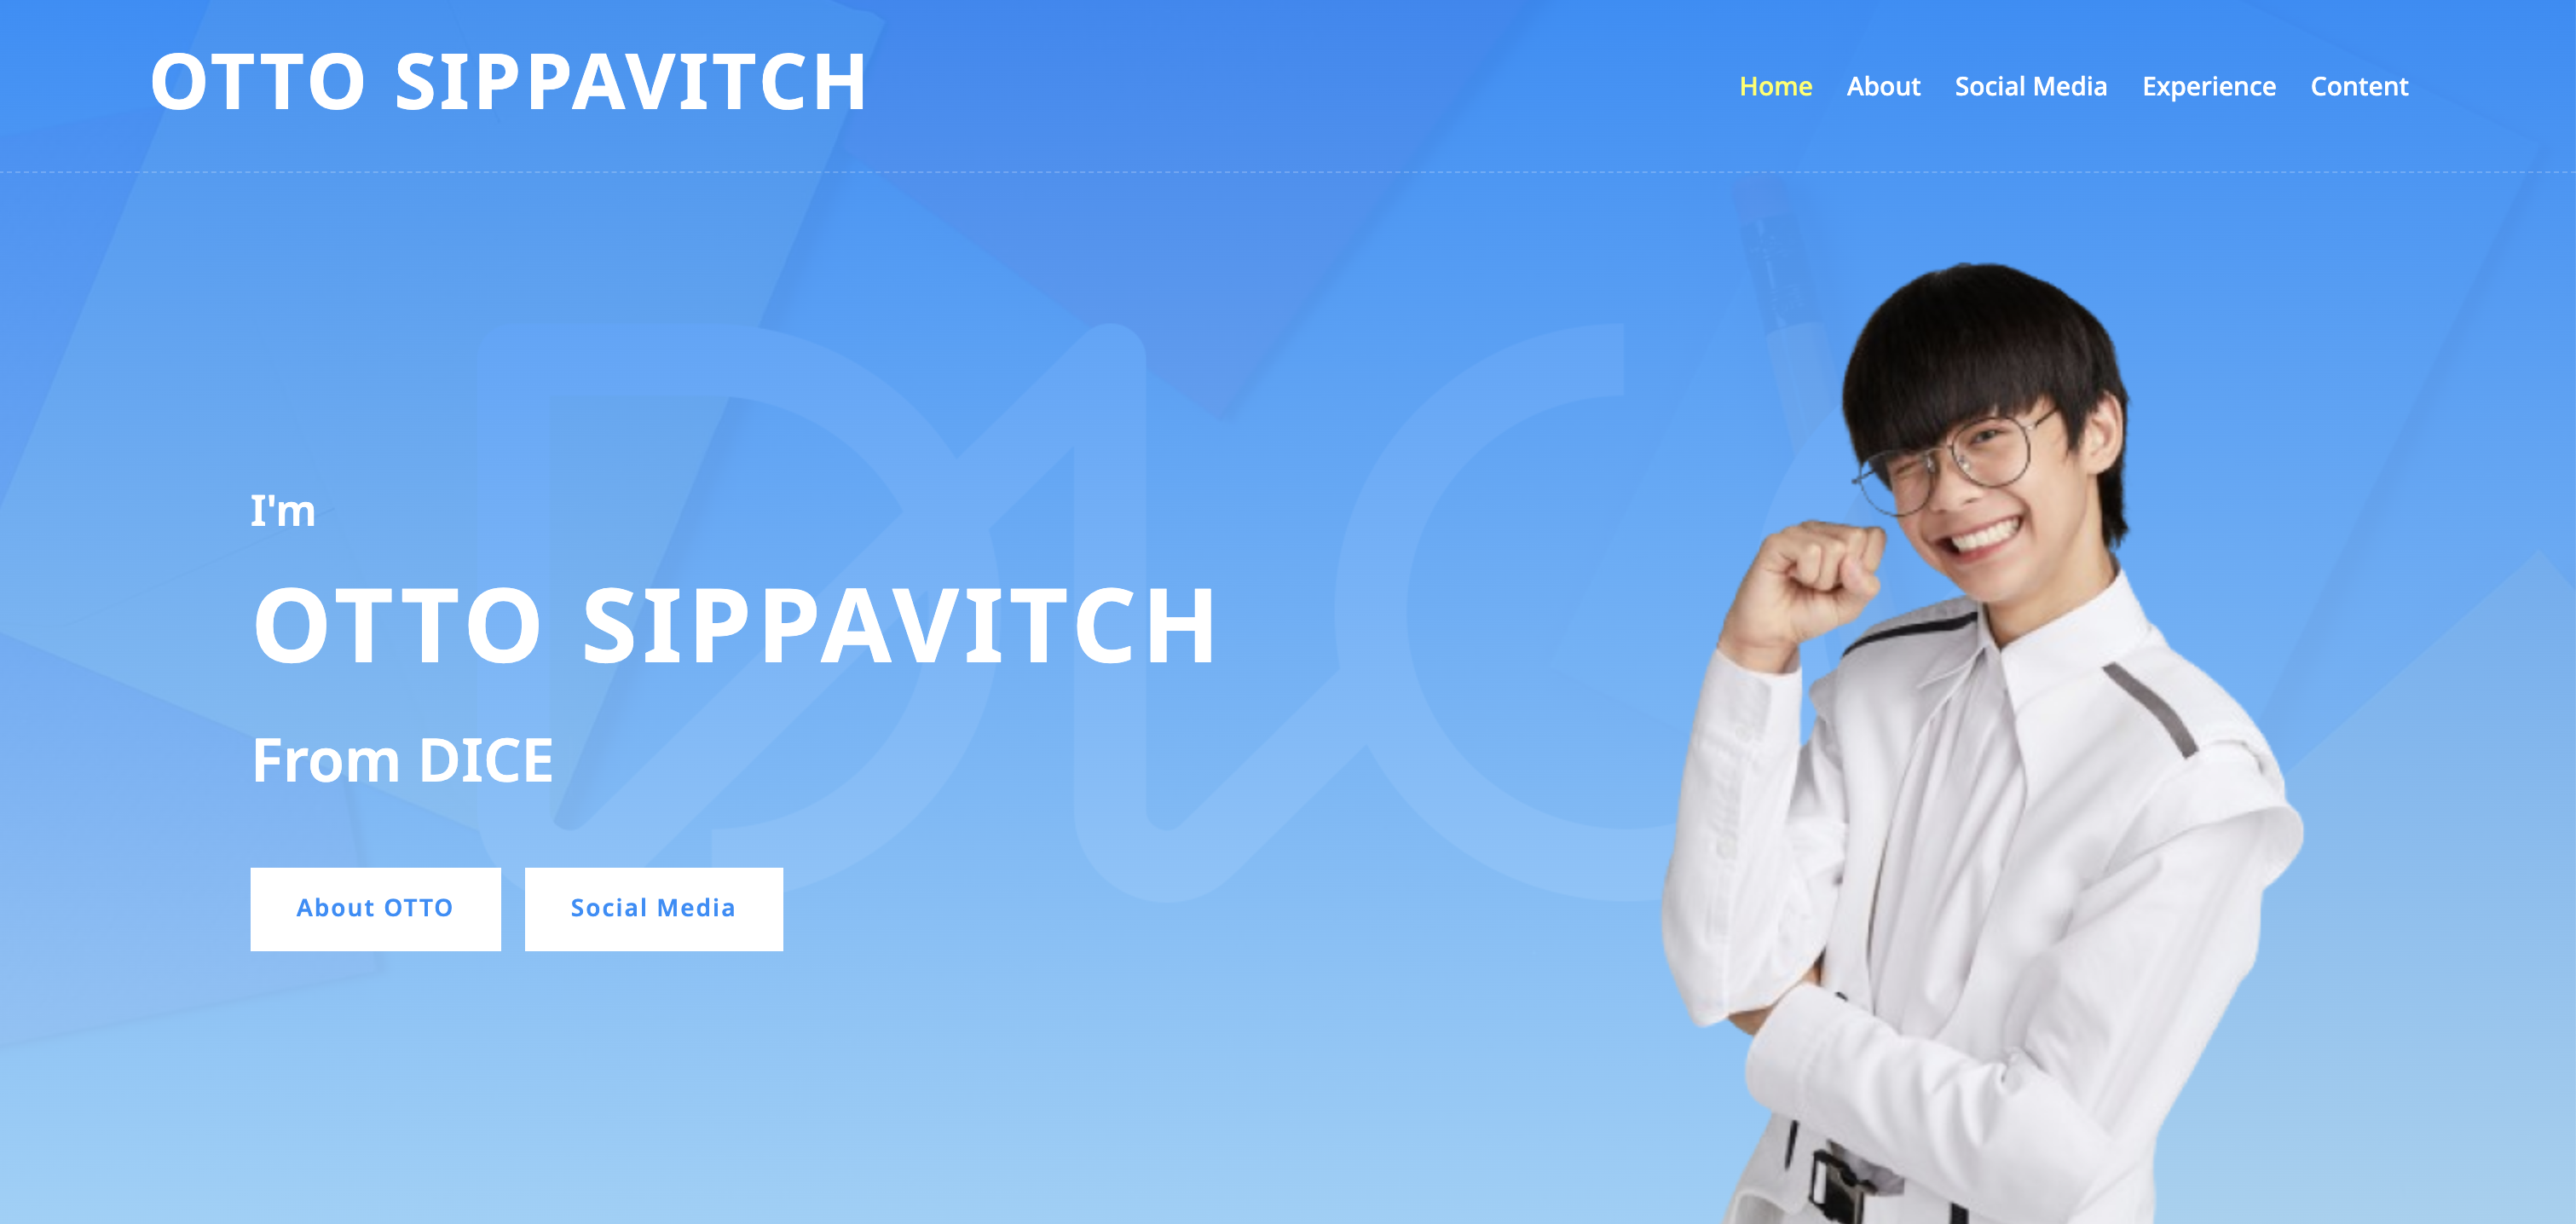 OTTO SIPPAVITCH
Home About Social Media Experience Content
I'm
OTTO SIPPAVITCH
From DICE
About OTTO Social Media